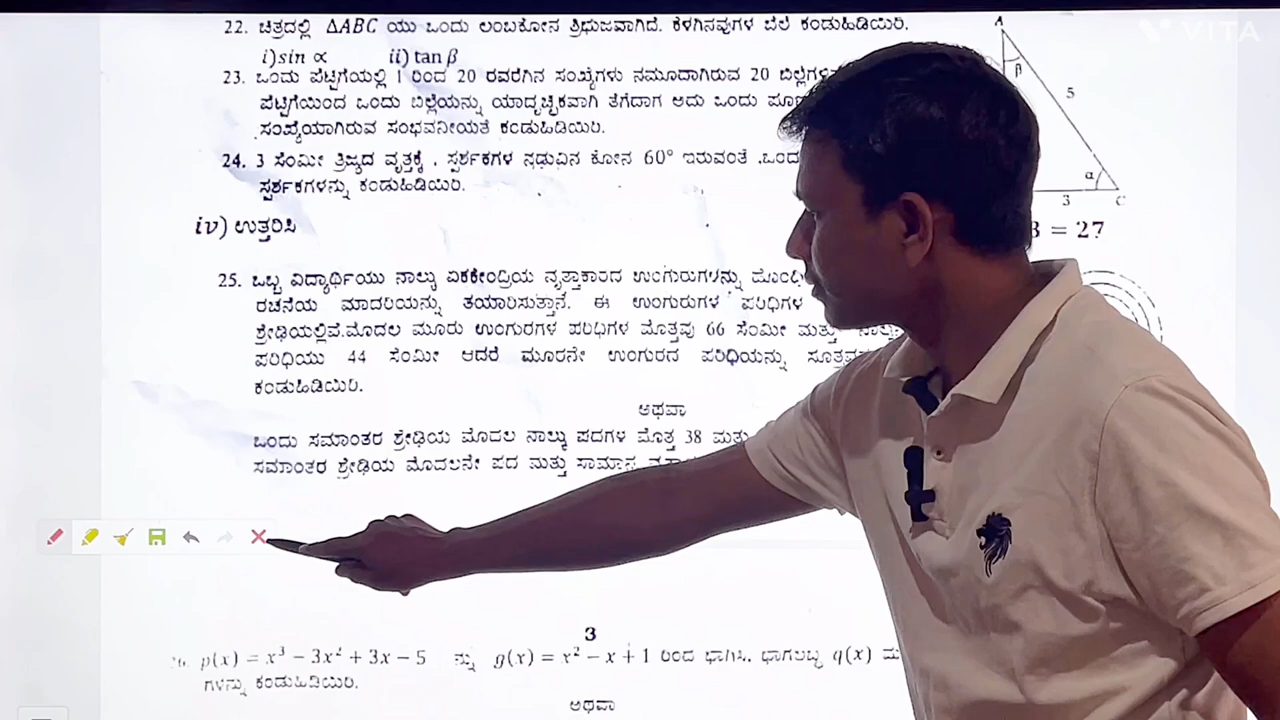 VITA
22. ಚಿತ್ರದಲ್ಲಿ ΔABC ಯು ಒಂದು ಲಂಬಕೋನ ತ್ರಿಭುಜವಾಗಿದೆ. ಕೆಳಗಿನವುಗಳ ಬೆಲೆ ಕಂಡುಹಿಡಿಯಿರಿ.
i)sin ∝ ii) tan β
23. ಒಂದು ಪೆಟ್ಟಿಗೆಯಲ್ಲಿ 1 ರಿಂದ 20 ರವರೆಗಿನ ಸಂಖ್ಯೆಗಳು ನಮೂದಾಗಿರುವ 20
ಪೆಟ್ಟಿಗೆಯಿಂದ ಒಂದು ಬಿಲ್ಲೆಯನ್ನು ಯಾದೃಚ್ಛಿಕವಾಗಿ ತೆಗೆದಾಗ ಅದು ಒಂದು
ಸಂಖ್ಯೆಯಾಗಿರುವ ಸಂಭವನೀಯತೆ ಕಂಡುಹಿಡಿಯಿರಿ.
24. 3 ಸೆಂಮೀ ತ್ರಿಜ್ಯದ ವೃತ್ತಕ್ಕೆ , ಸ್ಪರ್ಶಕಗಳ ನಡುವಿನ ಕೋನ 60° ಇರುವಂತೆ
ಸ್ಪರ್ಶಕಗಳನ್ನು ಕಂಡುಹಿಡಿಯಿರಿ.
A
β
5
α
3
C
iv) ಉತ್ತರಿಸಿ
= 27
25. ಒಬ್ಬ ವಿದ್ಯಾರ್ಥಿಯು ನಾಲ್ಕು ಏಕಕೇಂದ್ರಿಯ ವೃತ್ತಾಕಾರದ ಉಂಗುರುಗಳನ್ನು
ರಚನೆಯ ಮಾದರಿಯನ್ನು ತಯಾರಿಸುತ್ತಾನೆ. ಈ ಉಂಗುರುಗಳ ಪರಿಧಿಗಳ
ಶ್ರೇಢಿಯಲ್ಲಿವೆ.ಮೊದಲ ಮೂರು ಉಂಗುರಗಳ ಪರಿಧಿಗಳ ಮೊತ್ತವು 66 ಸೆಂಮೀ ಮತ್ತು
ಪರಿಧಿಯು 44 ಸೆಂಮೀ ಆದರೆ ಮೂರನೇ ಉಂಗುರದ ಪರಿಧಿಯನ್ನು
ಕಂಡುಹಿಡಿಯಿರಿ.
ಅಥವಾ
ಒಂದು ಸಮಾಂತರ ಶ್ರೇಢಿಯ ಮೊದಲ ನಾಲ್ಕು ಪದಗಳ ಮೊತ್ತ 38
ಸಮಾಂತರ ಶ್ರೇಢಿಯ ಮೊದಲನೇ ಪದ ಮತ್ತು
3
p(x) = x³ − 3x² + 3x − 5 ನ್ನು g(x) = x² − x + 1 ರಿಂದ ಭಾಗಿಸಿ. ಭಾಗಲಬ್ಧ q(x)
ಗಳನ್ನು ಕಂಡುಹಿಡಿಯಿರಿ.
ಅಥವಾ